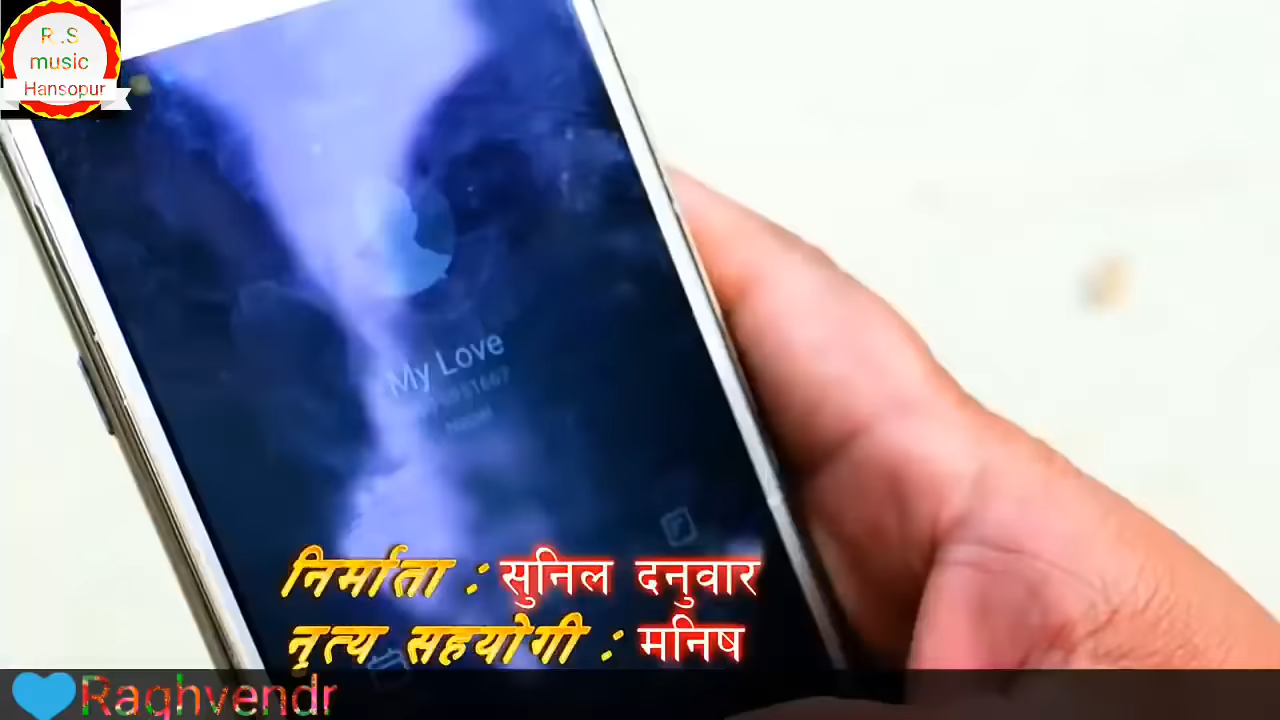 R.S
music
Hansopur
My Love
निर्माता : सुनिल दनुवार
नृत्य सहयोगी : मनिष
Raghvendr